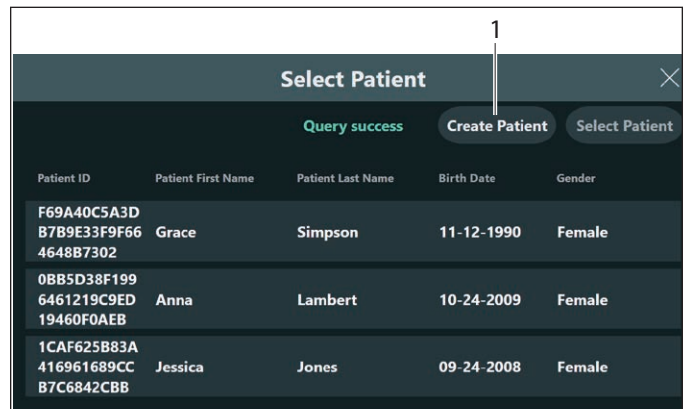 1
Select Patient
Query success Create Patient Select Patient
Patient ID Patient First Name Patient Last Name Birth Date Gender
F69A40C5A3D
B7B9E33F9F66 Grace Simpson 11-12-1990 Female
4648B7302
0BB5D38F199
6461219C9ED Anna Lambert 10-24-2009 Female
19460F0AEB
1CAF625B83A
416961689CC Jessica Jones 09-24-2008 Female
B7C6842CBB